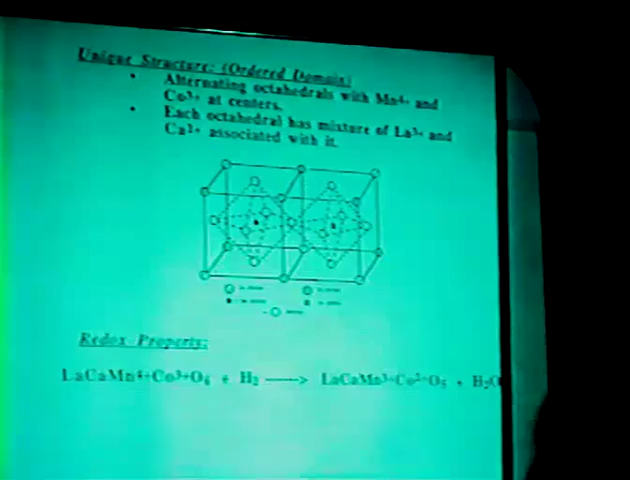 Unique Structure: (Ordered Domain)
• Alternating octahedrals with Mn⁴⁺ and
Co³⁺ at centers.
• Each octahedral has mixture of La³⁺ and
Ca²⁺ associated with it.
Redox Property:
LaCaMn⁴⁺Co³⁺O₆ + H₂ ----> LaCaMn³⁺Co²⁺O₅ + H₂O